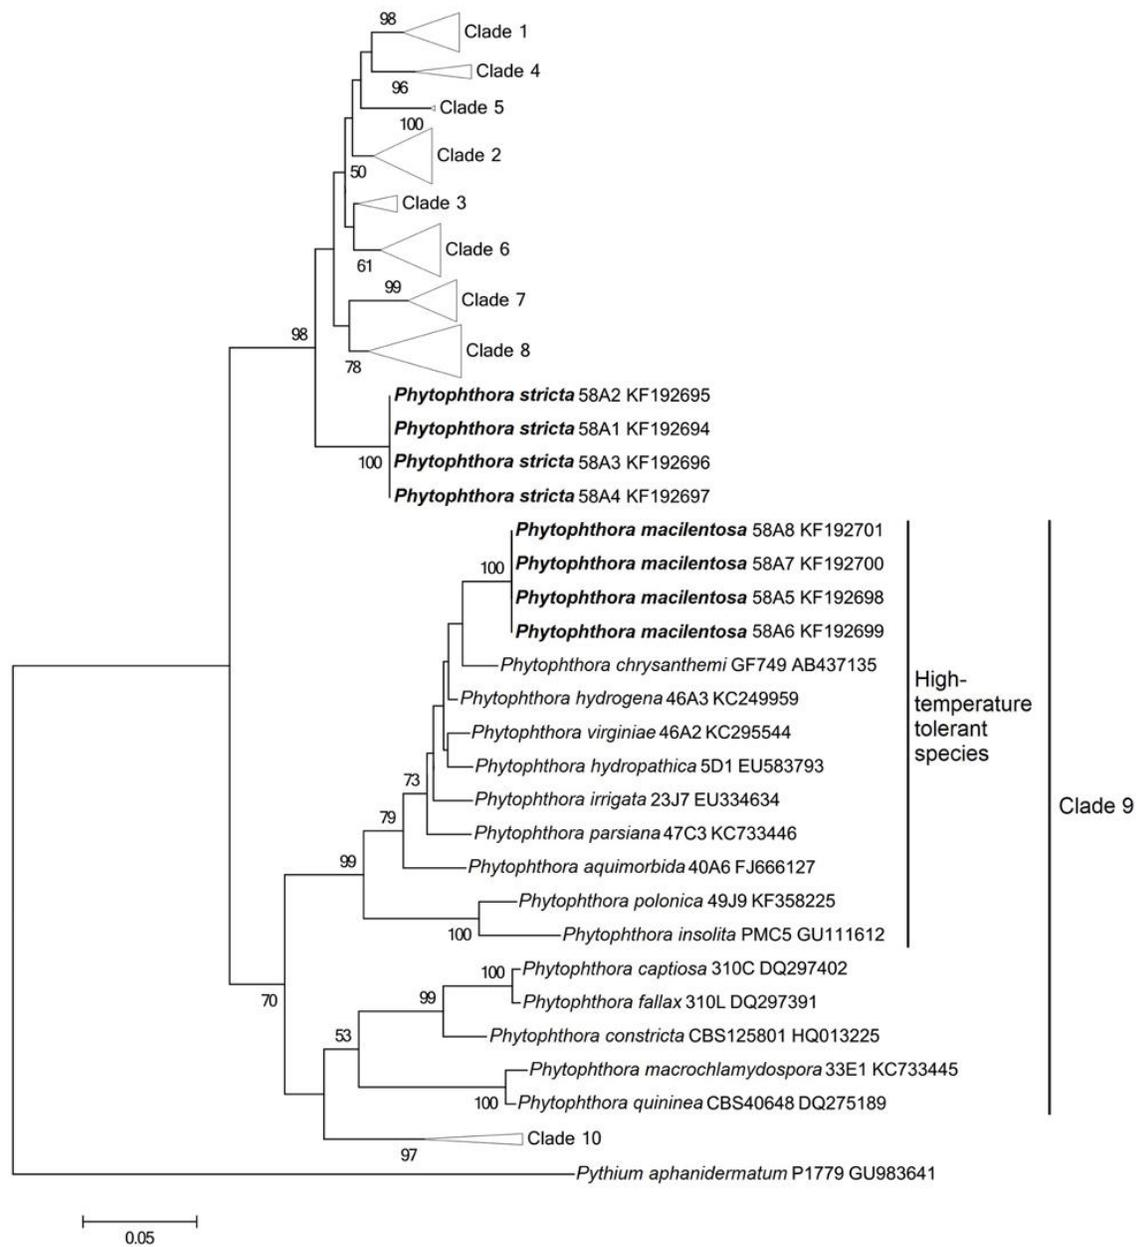 98
Clade 1
Clade 4
96
Clade 5
100
Clade 2
50
Clade 3
Clade 6
61
99
Clade 7
98
Clade 8
78
Phytophthora stricta 58A2 KF192695
Phytophthora stricta 58A1 KF192694
100
Phytophthora stricta 58A3 KF192696
Phytophthora stricta 58A4 KF192697
Phytophthora macilentosa 58A8 KF192701
100
Phytophthora macilentosa 58A7 KF192700
Phytophthora macilentosa 58A5 KF192698
Phytophthora macilentosa 58A6 KF192699
Phytophthora chrysanthemi GF749 AB437135
Phytophthora hydrogena 46A3 KC249959
Phytophthora virginiae 46A2 KC295544
Phytophthora hydropathica 5D1 EU583793
73
Phytophthora irrigata 23J7 EU334634
79
Phytophthora parsiana 47C3 KC733446
99
Phytophthora aquimorbida 40A6 FJ666127
Phytophthora polonica 49J9 KF358225
100
Phytophthora insolita PMC5 GU111612
High-
temperature
tolerant
species
Clade 9
70
100
Phytophthora captiosa 310C DQ297402
99
Phytophthora fallax 310L DQ297391
53
Phytophthora constricta CBS125801 HQ013225
Phytophthora macrochlamydospora 33E1 KC733445
100
Phytophthora quininea CBS40648 DQ275189
Clade 10
97
Pythium aphanidermatum P1779 GU983641
0.05